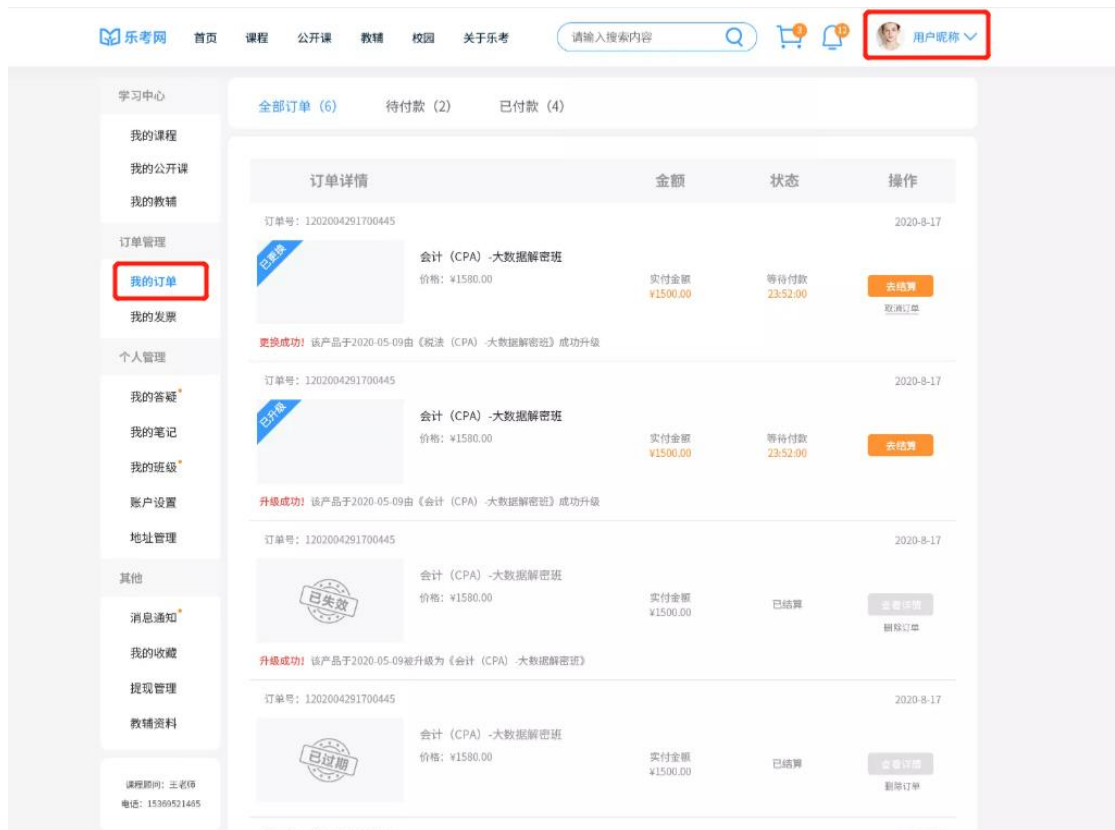 乐考网 首页 课程 公开课 教辅 校园 关于乐考 请输入搜索内容 3 12 用户昵称
学习中心
我的课程
我的公开课
我的教辅
订单管理
我的订单
我的发票
个人管理
我的答疑
我的笔记
我的班级
账户设置
地址管理
其他
消息通知
我的收藏
提现管理
教辅资料
课程顾问：王老师
电话：15369521465
全部订单（6） 待付款（2） 已付款（4）
订单详情 金额 状态 操作
订单号：1202004291700445 2020-8-17
已更换
会计（CPA）-大数据解密班
价格：¥1580.00 实付金额 等待付款 去结算
¥1500.00 23:52:00
取消订单
更换成功！该产品于2020-05-09由《税法（CPA）-大数据解密班》成功升级
订单号：1202004291700445 2020-8-17
已升级
会计（CPA）-大数据解密班
价格：¥1580.00 实付金额 等待付款 去结算
¥1500.00 23:52:00
升级成功！该产品于2020-05-09由《会计（CPA）-大数据解密班》成功升级
订单号：1202004291700445 2020-8-17
已失效
会计（CPA）-大数据解密班
价格：¥1580.00 实付金额 已结算 查看详情
¥1500.00
删除订单
升级成功！该产品于2020-05-09被升级为《会计（CPA）-大数据解密班》
订单号：1202004291700445 2020-8-17
已过期
会计（CPA）-大数据解密班
价格：¥1580.00 实付金额 已结算 查看详情
¥1500.00
删除订单